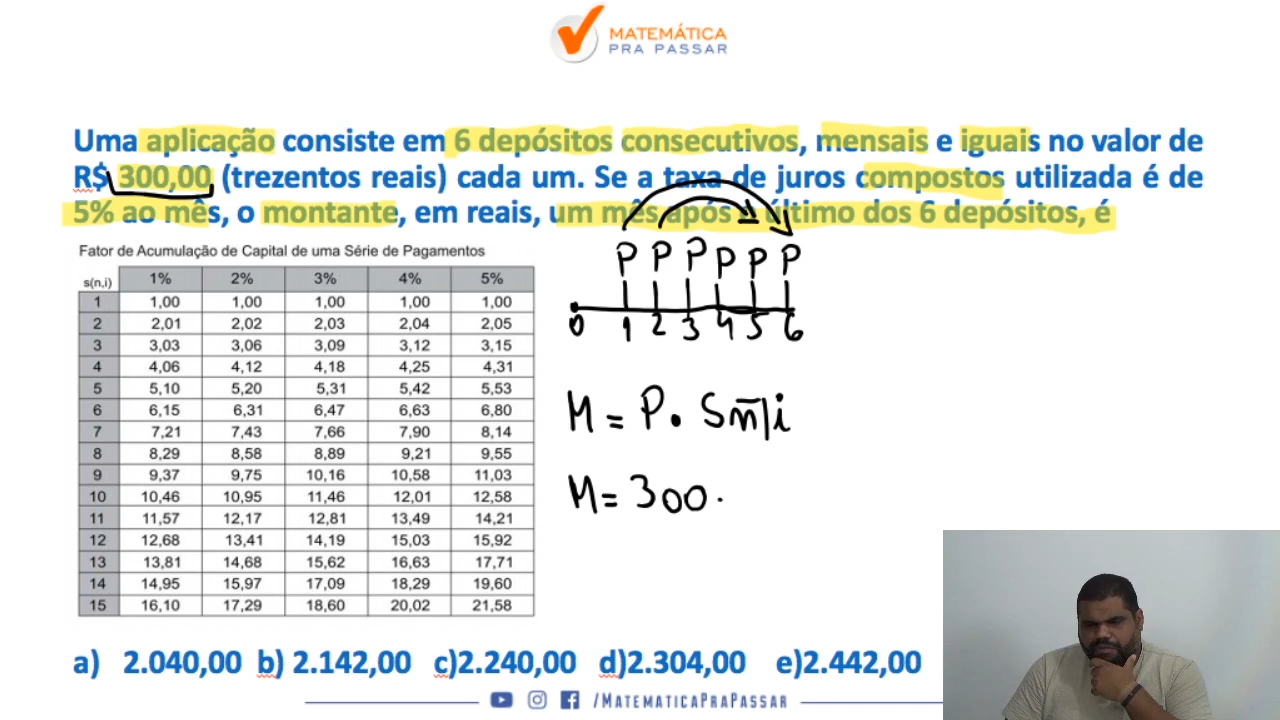 MATEMÁTICA
PRA PASSAR
Uma aplicação consiste em 6 depósitos consecutivos, mensais e iguais no valor de
R$ 300,00 (trezentos reais) cada um. Se a taxa de juros compostos utilizada é de
5% ao mês, o montante, em reais, um mês após o último dos 6 depósitos, é
Fator de Acumulação de Capital de uma Série de Pagamentos
s(n,i) 1% 2% 3% 4% 5%
1 1,00 1,00 1,00 1,00 1,00
2 2,01 2,02 2,03 2,04 2,05
3 3,03 3,06 3,09 3,12 3,15
4 4,06 4,12 4,18 4,25 4,31
5 5,10 5,20 5,31 5,42 5,53
6 6,15 6,31 6,47 6,63 6,80
7 7,21 7,43 7,66 7,90 8,14
8 8,29 8,58 8,89 9,21 9,55
9 9,37 9,75 10,16 10,58 11,03
10 10,46 10,95 11,46 12,01 12,58
11 11,57 12,17 12,81 13,49 14,21
12 12,68 13,41 14,19 15,03 15,92
13 13,81 14,68 15,62 16,63 17,71
14 14,95 15,97 17,09 18,29 19,60
15 16,10 17,29 18,60 20,02 21,58
P P P P P P
0 1 2 3 4 5 6
M = P . S n̄|i
M = 300 .
a) 2.040,00 b) 2.142,00 c)2.240,00 d)2.304,00 e)2.442,00
/MATEMATICAPRAPASSAR